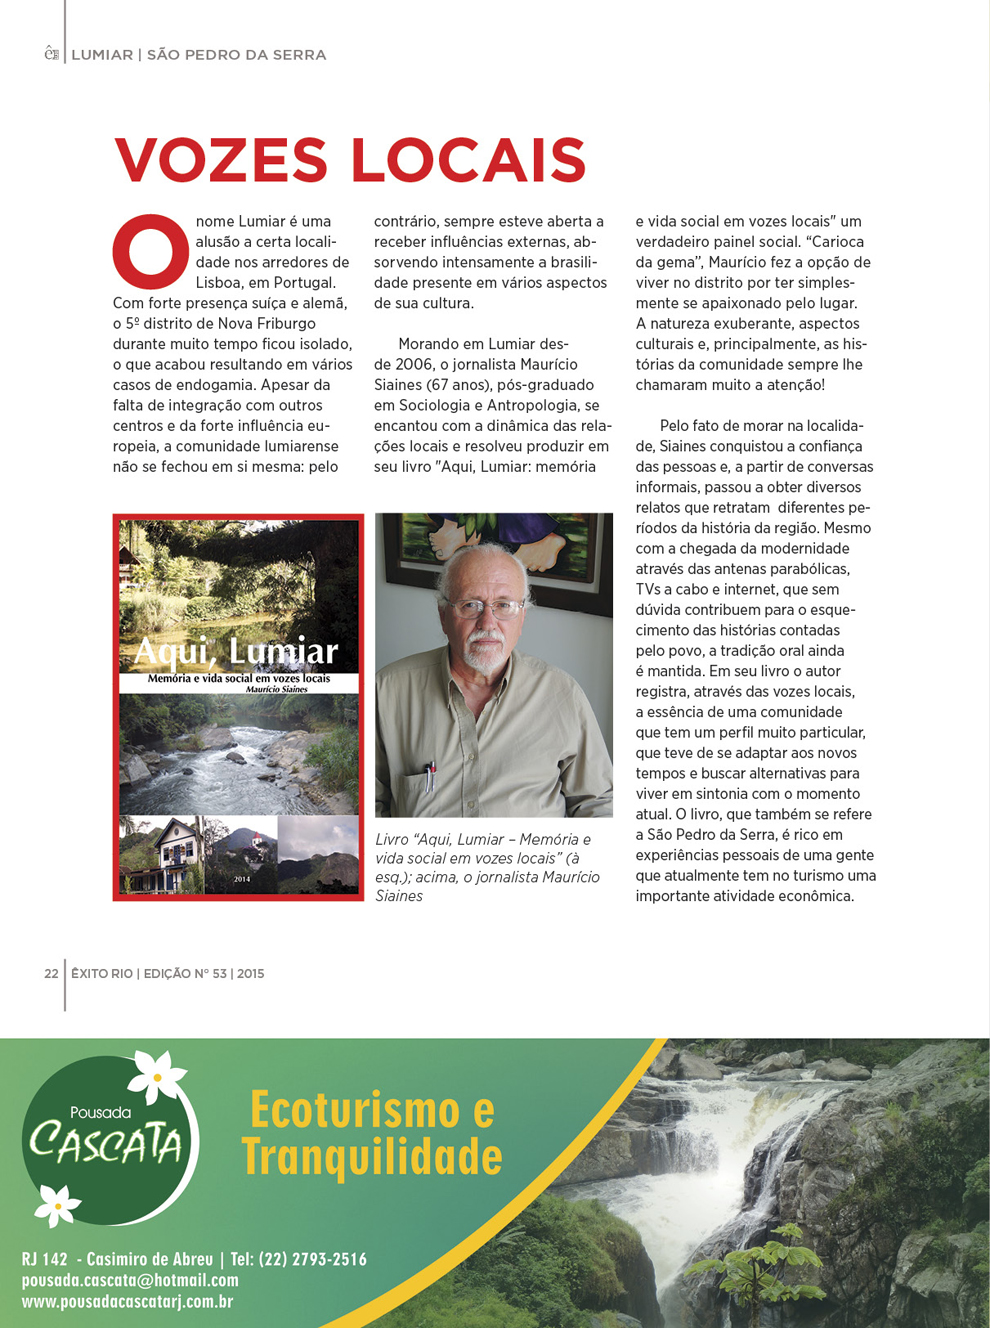 LUMIAR | SÃO PEDRO DA SERRA
VOZES LOCAIS
O nome Lumiar é uma
alusão a certa locali-
dade nos arredores de
Lisboa, em Portugal.
Com forte presença suíça e alemã,
o 5º distrito de Nova Friburgo
durante muito tempo ficou isolado,
o que acabou resultando em vários
casos de endogamia. Apesar da
falta de integração com outros
centros e da forte influência eu-
ropeia, a comunidade lumiarense
não se fechou em si mesma: pelo
contrário, sempre esteve aberta a
receber influências externas, ab-
sorvendo intensamente a brasili-
dade presente em vários aspectos
de sua cultura.
Morando em Lumiar des-
de 2006, o jornalista Maurício
Siaines (67 anos), pós-graduado
em Sociologia e Antropologia, se
encantou com a dinâmica das rela-
ções locais e resolveu produzir em
seu livro "Aqui, Lumiar: memória
e vida social em vozes locais" um
verdadeiro painel social. “Carioca
da gema”, Maurício fez a opção de
viver no distrito por ter simples-
mente se apaixonado pelo lugar.
A natureza exuberante, aspectos
culturais e, principalmente, as his-
tórias da comunidade sempre lhe
chamaram muito a atenção!
Pelo fato de morar na localida-
de, Siaines conquistou a confiança
das pessoas e, a partir de conversas
informais, passou a obter diversos
relatos que retratam diferentes pe-
ríodos da história da região. Mesmo
com a chegada da modernidade
através das antenas parabólicas,
TVs a cabo e internet, que sem
dúvida contribuem para o esque-
cimento das histórias contadas
pelo povo, a tradição oral ainda
é mantida. Em seu livro o autor
registra, através das vozes locais,
a essência de uma comunidade
que tem um perfil muito particular,
que teve de se adaptar aos novos
tempos e buscar alternativas para
viver em sintonia com o momento
atual. O livro, que também se refere
a São Pedro da Serra, é rico em
experiências pessoais de uma gente
que atualmente tem no turismo uma
importante atividade econômica.
Aqui, Lumiar
Memória e vida social em vozes locais
Maurício Siaines
2014
Livro “Aqui, Lumiar – Memória e
vida social em vozes locais” (à
esq.); acima, o jornalista Maurício
Siaines
22 ÊXITO RIO | EDIÇÃO Nº 53 | 2015
Pousada
CASCATA
Ecoturismo e
Tranquilidade
RJ 142 - Casimiro de Abreu | Tel: (22) 2793-2516
pousada.cascata@hotmail.com
www.pousadacascatarj.com.br